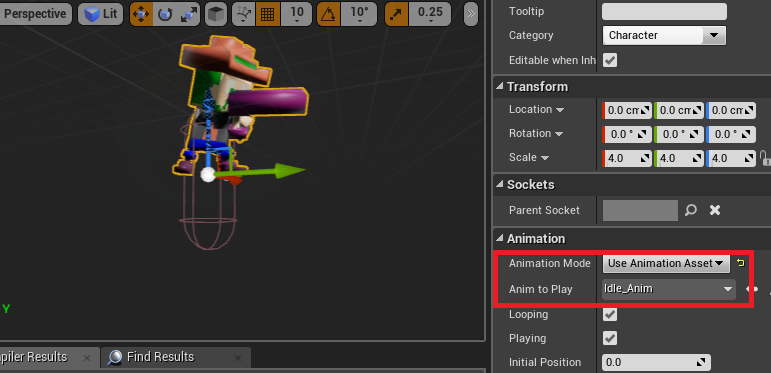 Perspective Lit 10 10° 0.25
Y
piler Results × Find Results ×
Tooltip
Category Character
Editable when Inh
Transform
Location 0.0 cm 0.0 cm 0.0 cm
Rotation 0.0 ° 0.0 ° 0.0 °
Scale 4.0 4.0 4.0
Sockets
Parent Socket
Animation
Animation Mode Use Animation Asset
Anim to Play Idle_Anim
Looping
Playing
Initial Position 0.0